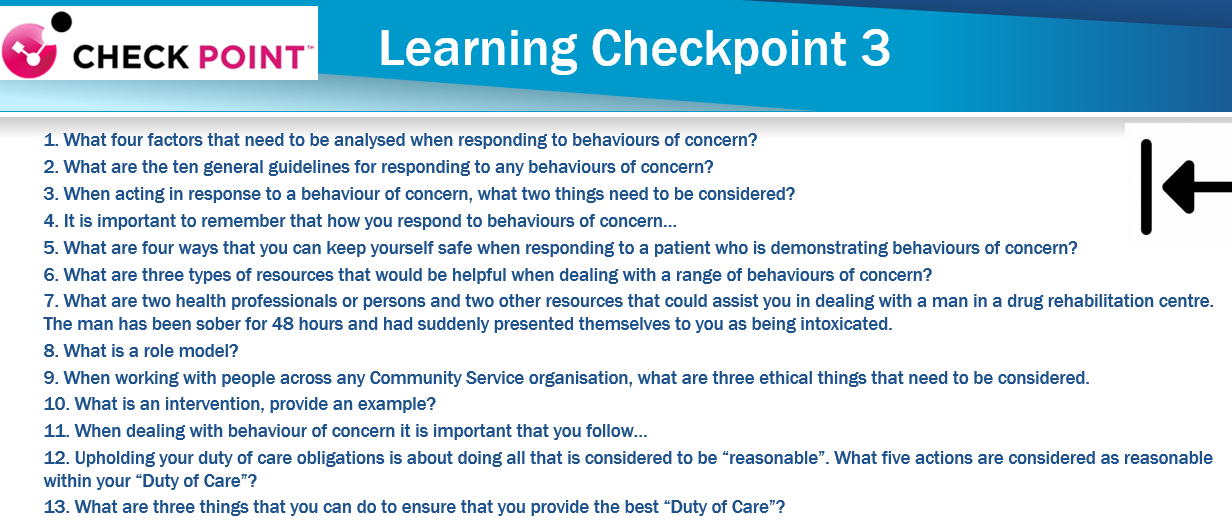 CHECK POINT™
Learning Checkpoint 3
1. What four factors that need to be analysed when responding to behaviours of concern?
2. What are the ten general guidelines for responding to any behaviours of concern?
3. When acting in response to a behaviour of concern, what two things need to be considered?
4. It is important to remember that how you respond to behaviours of concern...
5. What are four ways that you can keep yourself safe when responding to a patient who is demonstrating behaviours of concern?
6. What are three types of resources that would be helpful when dealing with a range of behaviours of concern?
7. What are two health professionals or persons and two other resources that could assist you in dealing with a man in a drug rehabilitation centre.
The man has been sober for 48 hours and had suddenly presented themselves to you as being intoxicated.
8. What is a role model?
9. When working with people across any Community Service organisation, what are three ethical things that need to be considered.
10. What is an intervention, provide an example?
11. When dealing with behaviour of concern it is important that you follow...
12. Upholding your duty of care obligations is about doing all that is considered to be “reasonable”. What five actions are considered as reasonable
within your “Duty of Care”?
13. What are three things that you can do to ensure that you provide the best “Duty of Care”?